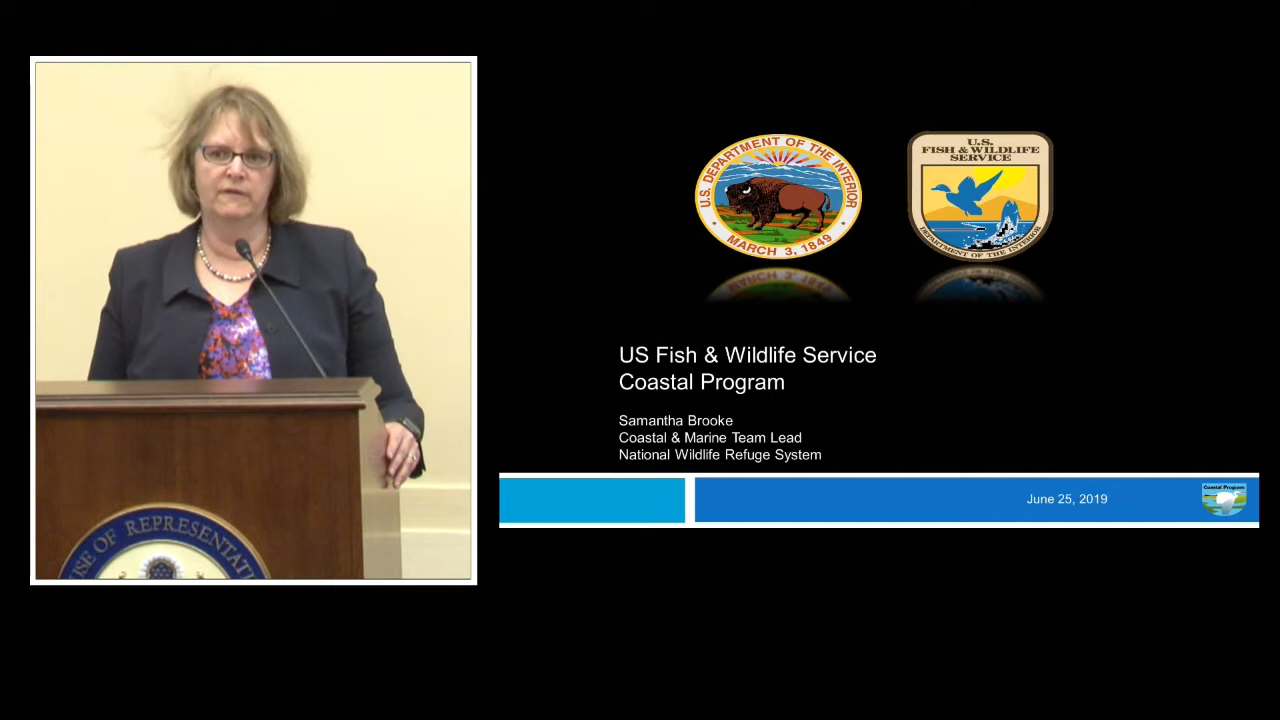 U.S. DEPARTMENT OF THE INTERIOR
MARCH 3, 1849
U.S.
FISH & WILDLIFE
SERVICE
DEPARTMENT OF THE INTERIOR
US Fish & Wildlife Service
Coastal Program
Samantha Brooke
Coastal & Marine Team Lead
National Wildlife Refuge System
June 25, 2019
Coastal Program
USE OF REPRESENTATI